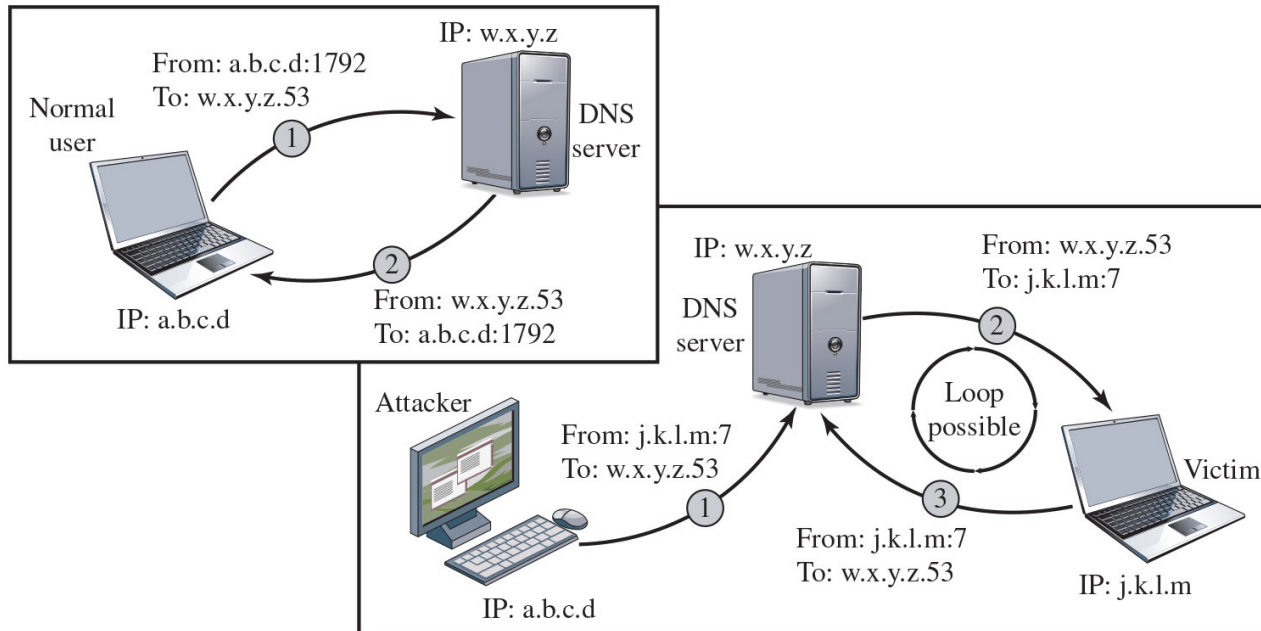 IP: w.x.y.z
From: a.b.c.d:1792
To: w.x.y.z.53
Normal
user
1
DNS
server
2
From: w.x.y.z.53
To: a.b.c.d:1792
IP: a.b.c.d
IP: w.x.y.z
DNS
server
From: w.x.y.z.53
To: j.k.l.m:7
2
Loop
possible
Attacker
From: j.k.l.m:7
To: w.x.y.z.53
1
Victim
3
From: j.k.l.m:7
To: w.x.y.z.53
IP: a.b.c.d
IP: j.k.l.m